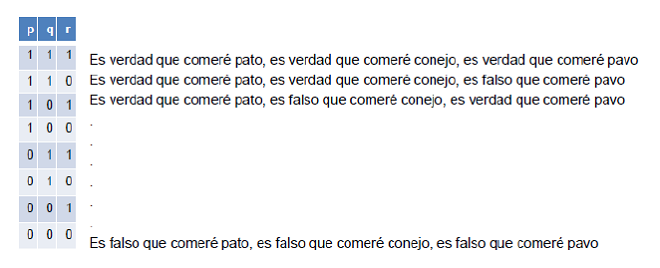 p q r
1 1 1 Es verdad que comeré pato, es verdad que comeré conejo, es verdad que comeré pavo
1 1 0 Es verdad que comeré pato, es verdad que comeré conejo, es falso que comeré pavo
1 0 1 Es verdad que comeré pato, es falso que comeré conejo, es verdad que comeré pavo
1 0 0 .
0 1 1 .
0 1 0 .
0 0 1 .
0 0 0 Es falso que comeré pato, es falso que comeré conejo, es falso que comeré pavo